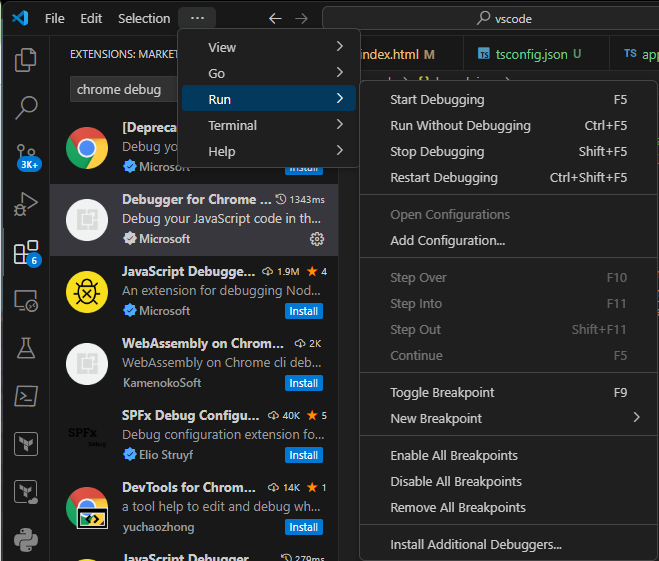 File Edit Selection ... vscode
EXTENSIONS: MARKET
index.html M tsconfig.json U TS
chrome debug
View
Go
Run
Terminal
Help
Start Debugging F5
Run Without Debugging Ctrl+F5
Stop Debugging Shift+F5
Restart Debugging Ctrl+Shift+F5
Open Configurations
Add Configuration...
Step Over F10
Step Into F11
Step Out Shift+F11
Continue F5
Toggle Breakpoint F9
New Breakpoint
Enable All Breakpoints
Disable All Breakpoints
Remove All Breakpoints
Install Additional Debuggers...
[Depreca
Debug yo
Microsoft Install
Debugger for Chrome ... 1343ms
Debug your JavaScript code in th...
Microsoft
JavaScript Debugge... 1.9M 4
An extension for debugging Nod...
Microsoft Install
WebAssembly on Chrom... 2K
WebAssembly on Chrome cli deb...
KamenokoSoft Install
SPFx Debug
SPFx Debug Configu... 40K 5
Debug configuration extension fo...
Elio Struyf Install
DevTools for Chrom... 14K 1
a tool help to edit and debug wh...
yuchaozhong Install
JavaScript Debugger 279ms
3K+
6